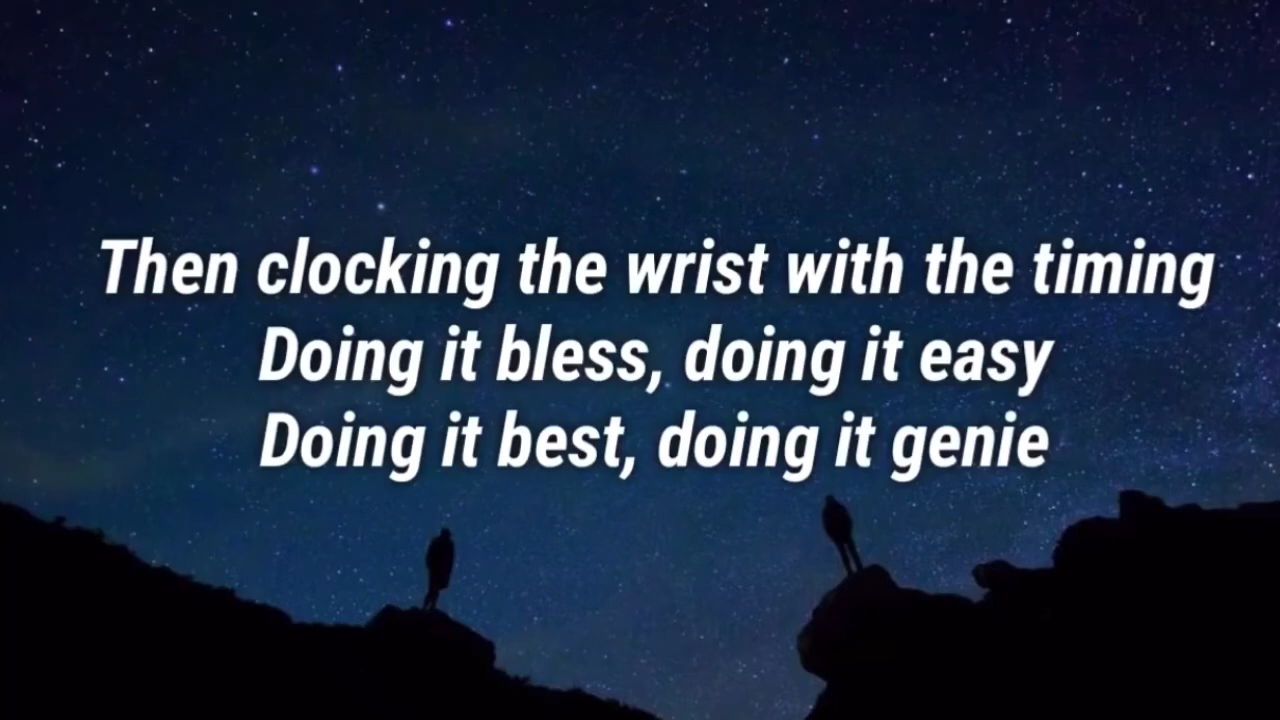 Then clocking the wrist with the timing
Doing it bless, doing it easy
Doing it best, doing it genie